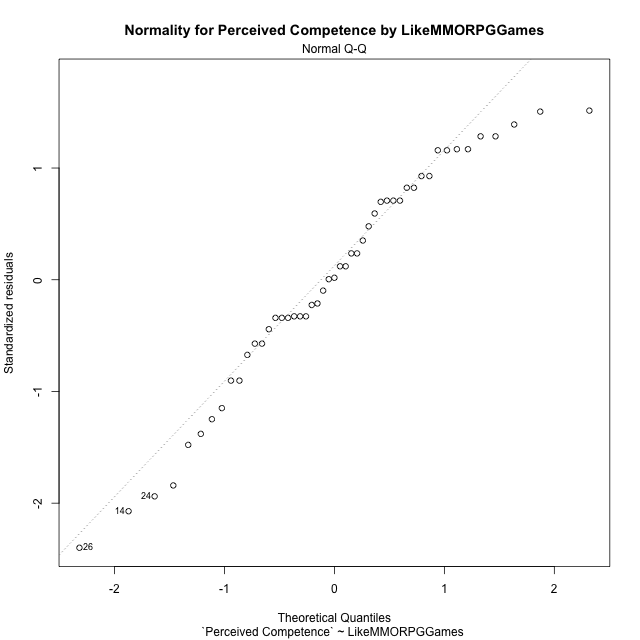 Normality for Perceived Competence by LikeMMORPGGames
Normal Q-Q
Standardized residuals
1
0
-1
-2
24
14
26
-2 -1 0 1 2
Theoretical Quantiles
`Perceived Competence` ~ LikeMMORPGGames